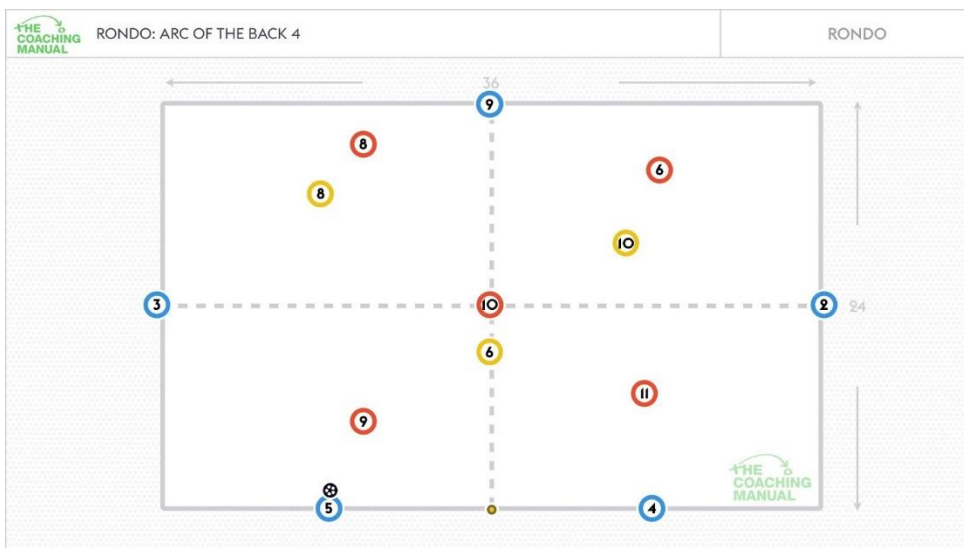 THE
COACHING
MANUAL
RONDO: ARC OF THE BACK 4
RONDO
36
9
8
6
8
10
3
10
2
24
6
11
9
THE
COACHING
MANUAL
5
4